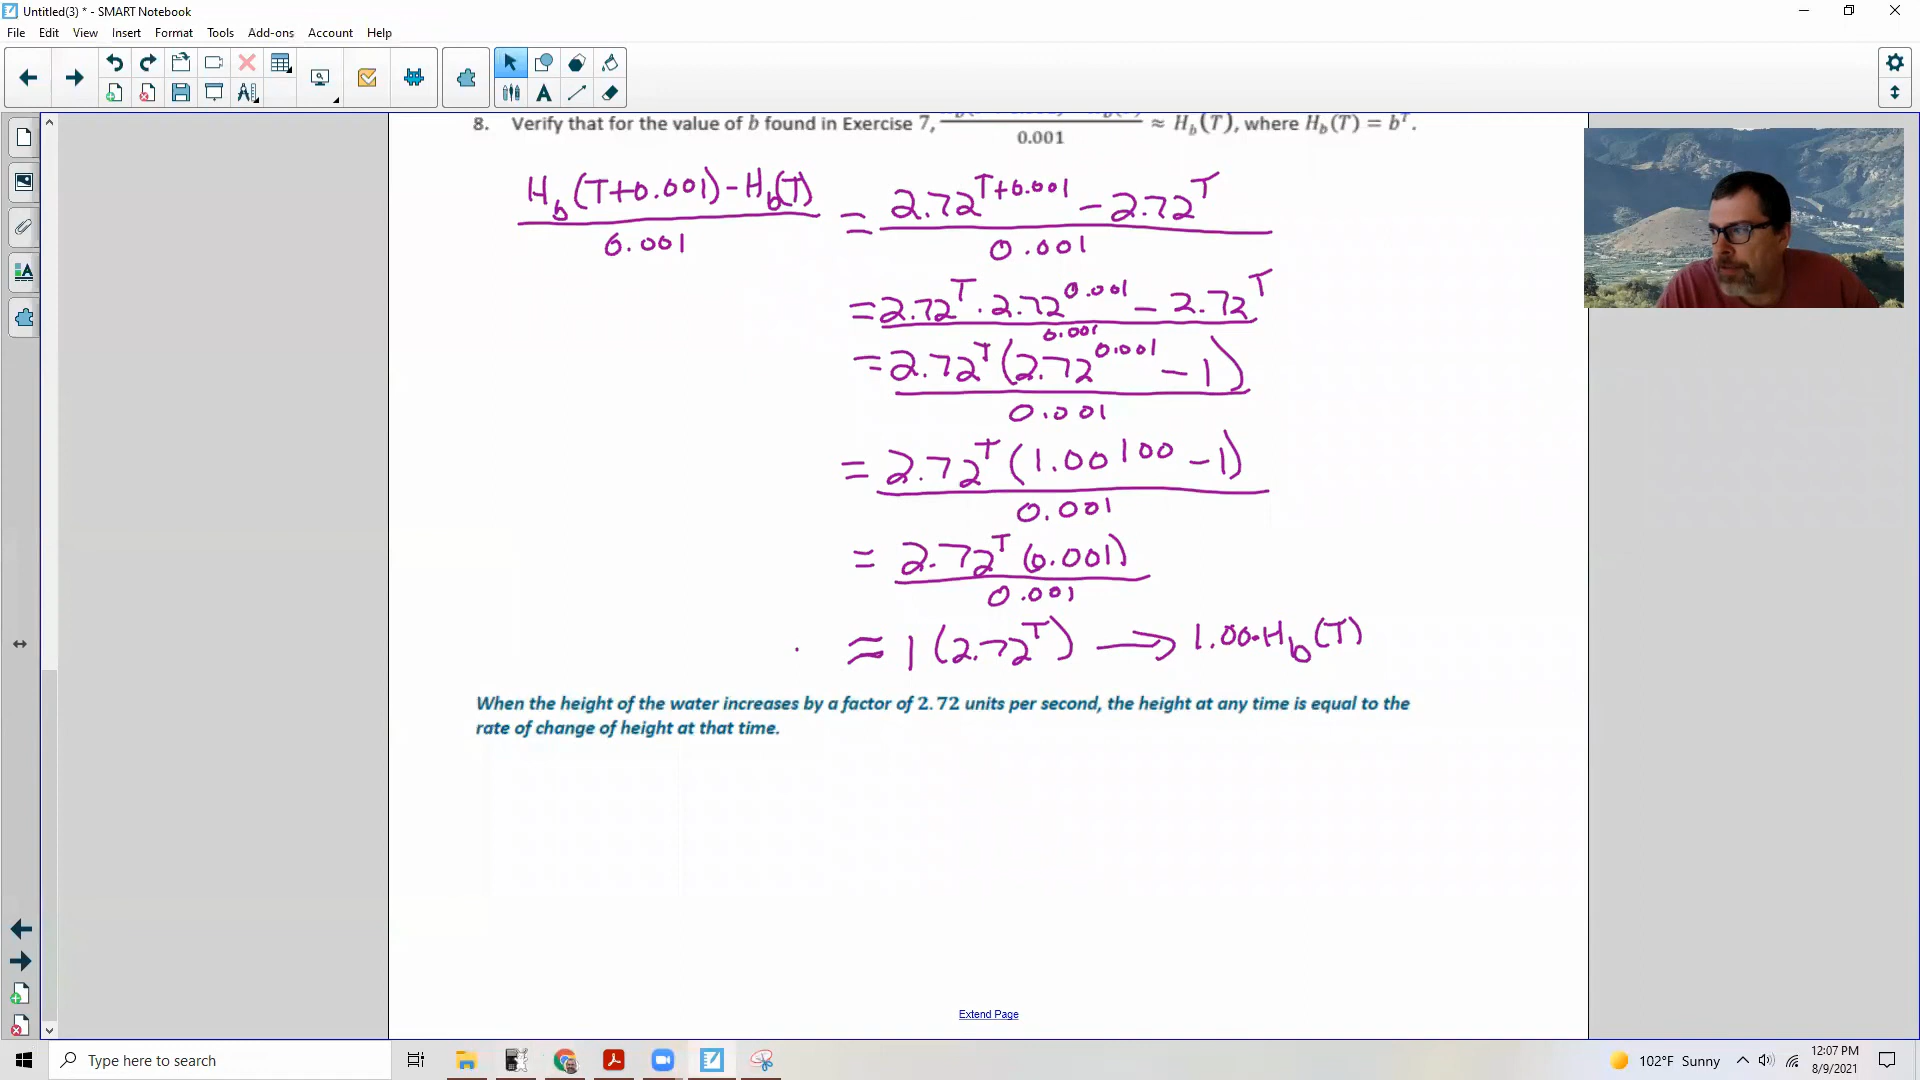 Untitled(3) * - SMART Notebook
File Edit View Insert Format Tools Add-ons Account Help
8. Verify that for the value of b found in Exercise 7, / 0.001 ≈ H_b(T), where H_b(T) = b^T.
H_b(T+0.001)-H_b(T) / 0.001 = 2.72^{T+0.001} - 2.72^T / 0.001
= 2.72^T · 2.72^{0.001} - 2.72^T / 0.001
= 2.72^T (2.72^{0.001} - 1) / 0.001
= 2.72^T (1.00100 - 1) / 0.001
= 2.72^T (0.001) / 0.001
≈ 1 (2.72^T) → 1.00·H_b(T)
When the height of the water increases by a factor of 2.72 units per second, the height at any time is equal to the
rate of change of height at that time.
Extend Page
Type here to search
102°F Sunny
12:07 PM
8/9/2021